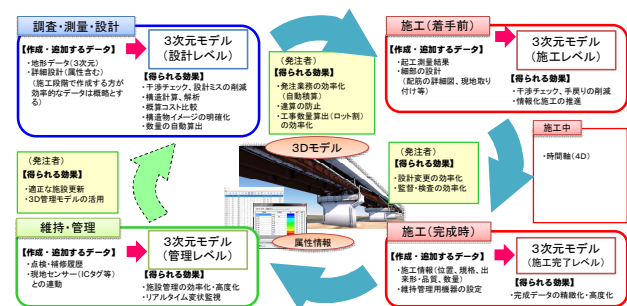 調査・測量・設計
【作成・追加するデータ】
・地形データ(3次元)
・詳細設計(属性含む)
(施工段階で作成する方が
効率的なデータは概略とす
る)
3次元モデル
(設計レベル)
【得られる効果】
・干渉チェック、設計ミスの削減
・構造計算、解析
・概算コスト比較
・構造物イメージの明確化
・数量の自動算出
(発注者)
【得られる効果】
・発注業務の効率化
(自動積算)
・違算の防止
・工事数量算出(ロット割)
の効率化
施工(着手前)
【作成・追加するデータ】
・起工測量結果
・細部の設計
(配筋の詳細図、現地取り
付け等)
3次元モデル
(施工レベル)
【得られる効果】
・干渉チェック、手戻りの削減
・情報化施工の推進
施工中
・時間軸(4D)
(発注者)
【得られる効果】
・設計変更の効率化
・監督・検査の効率化
3Dモデル
属性情報
(発注者)
【得られる効果】
・適正な施設更新
・3D管理モデルの活用
維持・管理
【作成・追加するデータ】
・点検・補修履歴
・現地センサー(ICタグ等)
との連動
3次元モデル
(管理レベル)
【得られる効果】
・施設管理の効率化・高度化
・リアルタイム変状監視
施工(完成時)
【作成・追加するデータ】
・施工情報(位置、規格、出
来形・品質、数量)
・維持管理用機器の設定
3次元モデル
(施工完了レベル)
【得られる効果】
・完成データの精緻化・高度化